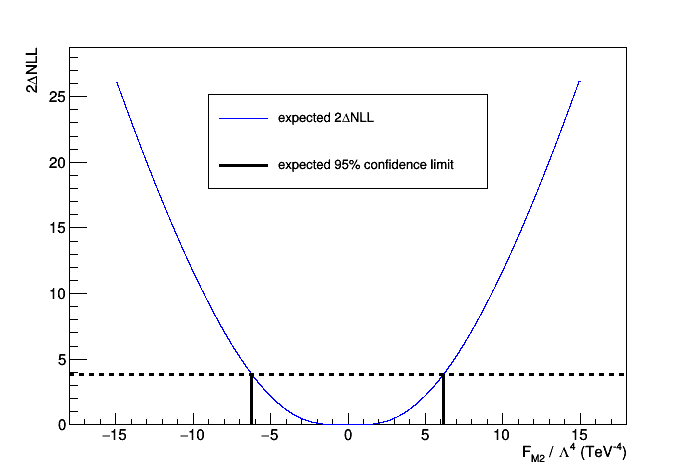 2ΔNLL
expected 2ΔNLL
expected 95% confidence limit
25
20
15
10
5
0
−15 −10 −5 0 5 10 15
F_M2 / Λ^4 (TeV^-4)